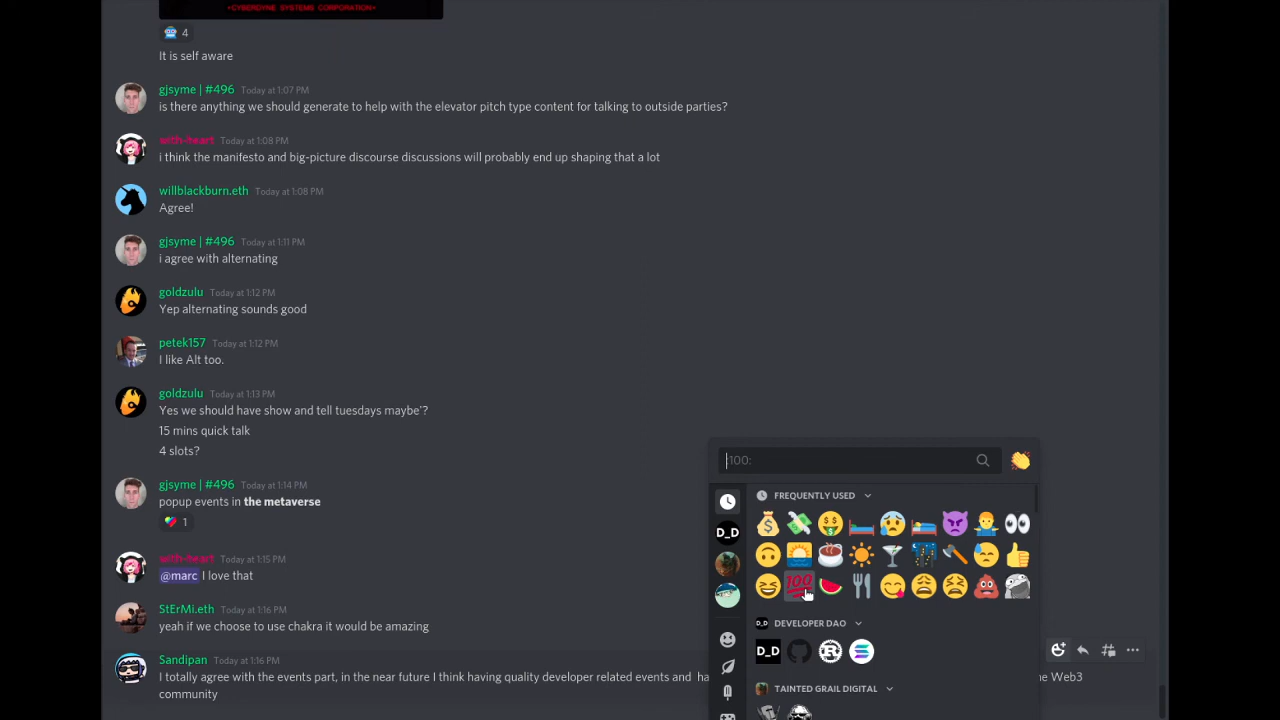 <CYBERDYNE SYSTEMS CORPORATION>
4
It is self aware
gjsyme | #496 Today at 1:07 PM
is there anything we should generate to help with the elevator pitch type content for talking to outside parties?
with-heart Today at 1:08 PM
i think the manifesto and big-picture discourse discussions will probably end up shaping that a lot
willblackburn.eth Today at 1:08 PM
Agree!
gjsyme | #496 Today at 1:11 PM
i agree with alternating
goldzulu Today at 1:12 PM
Yep alternating sounds good
petek157 Today at 1:12 PM
I like Alt too.
goldzulu Today at 1:13 PM
Yes we should have show and tell tuesdays maybe'?
15 mins quick talk
4 slots?
gjsyme | #496 Today at 1:14 PM
popup events in the metaverse
1
with-heart Today at 1:15 PM
@marc I love that
StErMi.eth Today at 1:16 PM
yeah if we choose to use chakra it would be amazing
Sandipan Today at 1:16 PM
I totally agree with the events part, in the near future I think having quality developer related events and ha
Web3
community
:100:
FREQUENTLY USED
100
D_D
DEVELOPER DAO
D_D
TAINTED GRAIL DIGITAL